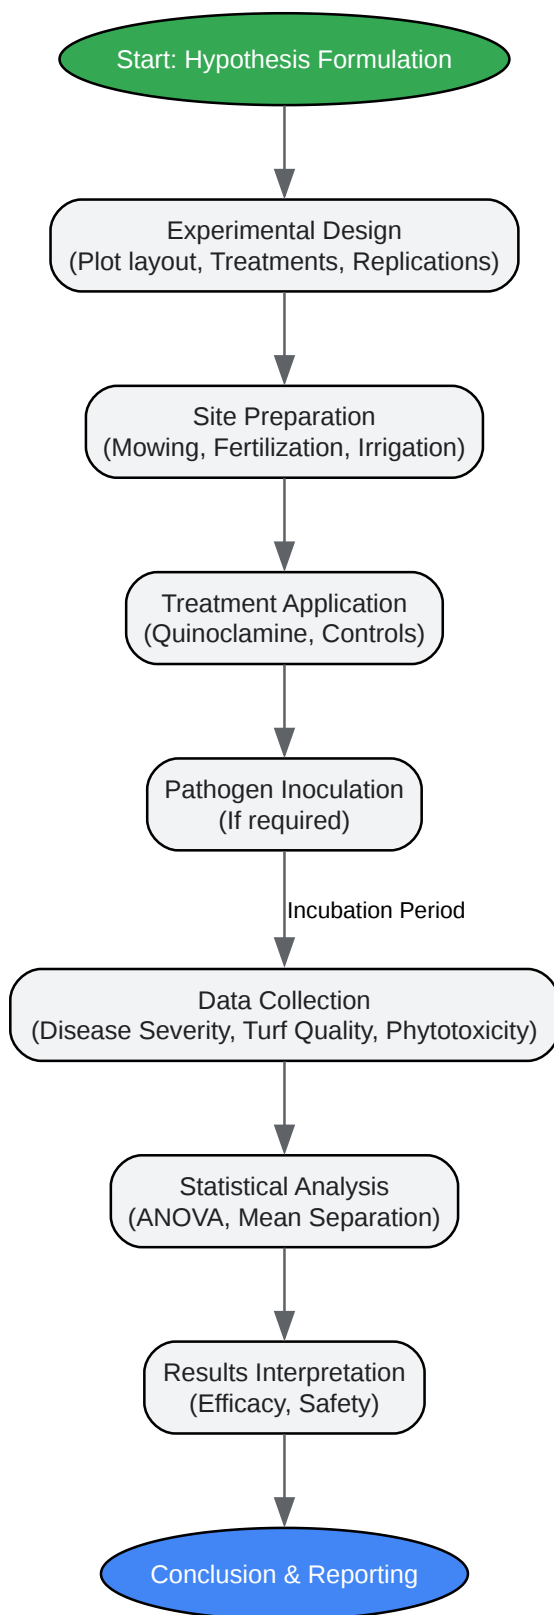 Start: Hypothesis Formulation
Experimental Design
(Plot layout, Treatments, Replications)
Site Preparation
(Mowing, Fertilization, Irrigation)
Treatment Application
(Quinoclamine, Controls)
Pathogen Inoculation
(If required)
Incubation Period
Data Collection
(Disease Severity, Turf Quality, Phytotoxicity)
Statistical Analysis
(ANOVA, Mean Separation)
Results Interpretation
(Efficacy, Safety)
Conclusion & Reporting